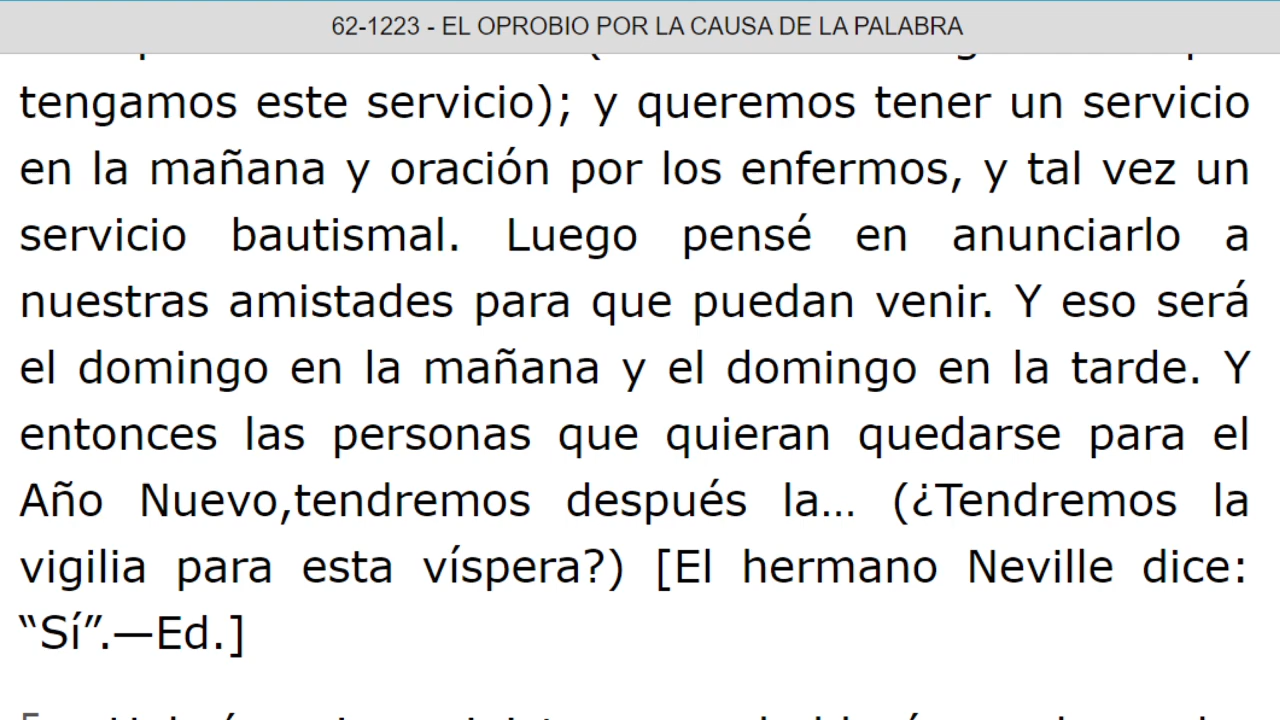 62-1223 - EL OPROBIO POR LA CAUSA DE LA PALABRA
tengamos este servicio); y queremos tener un servicio
en la mañana y oración por los enfermos, y tal vez un
servicio bautismal. Luego pensé en anunciarlo a
nuestras amistades para que puedan venir. Y eso será
el domingo en la mañana y el domingo en la tarde. Y
entonces las personas que quieran quedarse para el
Año Nuevo,tendremos después la… (¿Tendremos la
vigilia para esta víspera?) [El hermano Neville dice:
“Sí”.—Ed.]